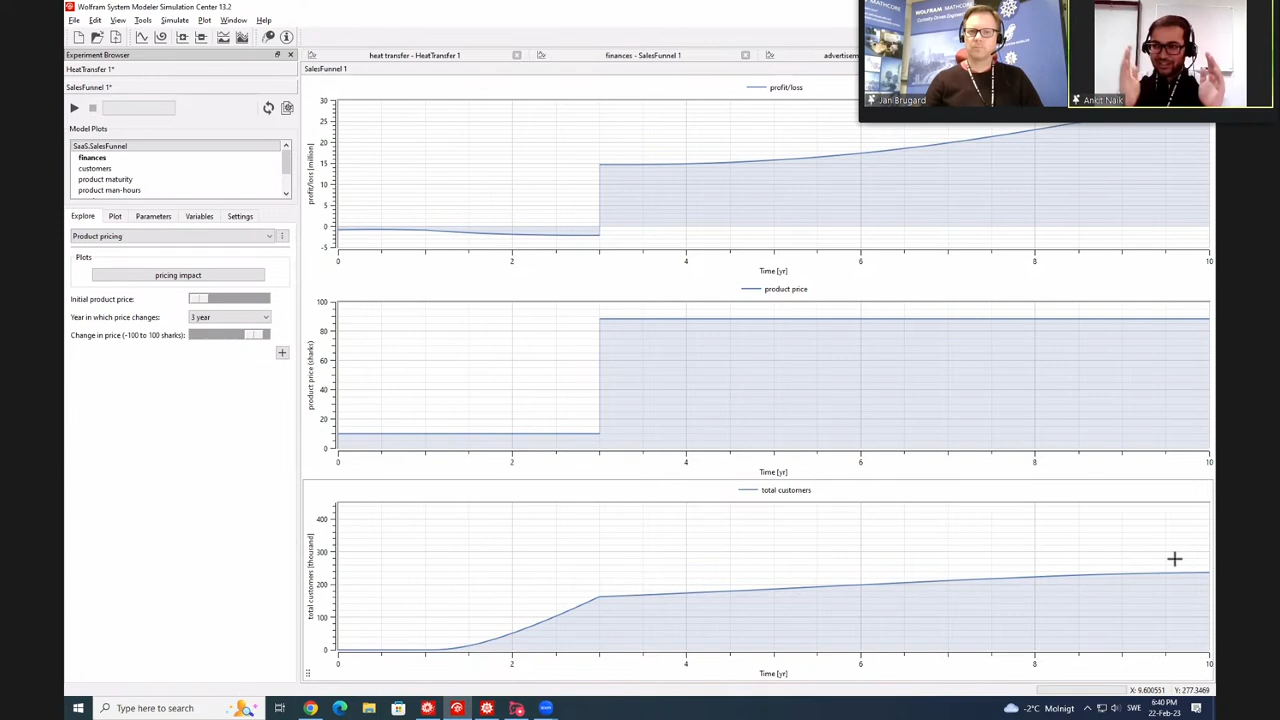 Wolfram System Modeler Simulation Center 13.2
File Edit View Tools Simulate Plot Window Help
Experiment Browser
HeatTransfer 1*
SalesFunnel 1*
Model Plots
SaaS.SalesFunnel
finances
customers
product maturity
product man-hours
Explore Plot Parameters Variables Settings
Product pricing
Plots
pricing impact
Initial product price:
Year in which price changes: 3 year
Change in price (-100 to 100 sharks):
heat transfer - HeatTransfer 1
finances - SalesFunnel 1
advertisem
SalesFunnel 1
profit/loss
profit/loss [million]
30
25
20
15
10
5
0
-5
0 2 4 6 8 10
Time [yr]
product price
product price (sharks)
100
80
60
40
20
0
0 2 4 6 8 10
Time [yr]
total customers
total customers [thousand]
400
300
200
100
0
0 2 4 6 8 10
Time [yr]
X: 9.600551 Y: 277.3469
WOLFRAM MATHCORE
Jan Brugard
Ankit Naik
Type here to search
-2°C Molnigt
SWE
6:40 PM
22-Feb-23